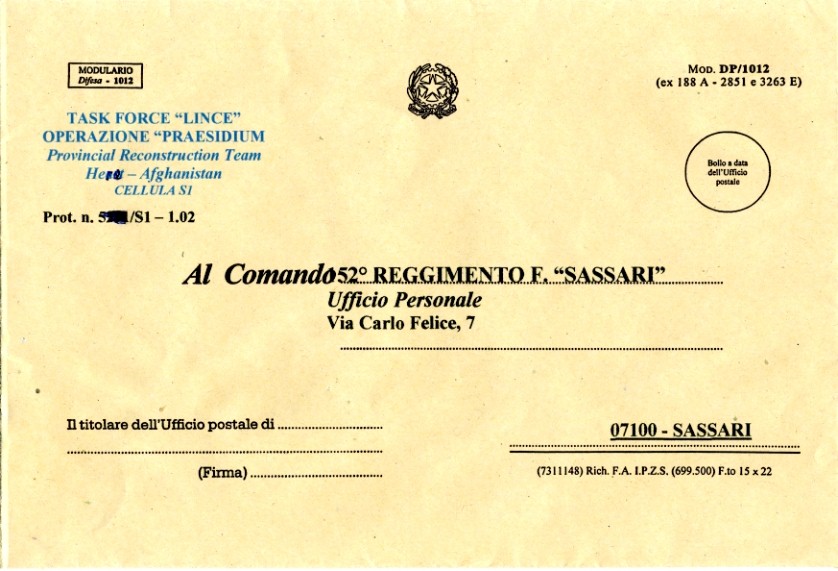 MODULARIO
Difesa - 1012
MOD. DP/1012
(ex 188 A - 2851 e 3263 E)
TASK FORCE “LINCE”
OPERAZIONE “PRAESIDIUM
Provincial Reconstruction Team
– Afghanistan
CELLULA S1
Bollo a data
dell'Ufficio
postale
Prot. n. /S1 – 1.02
Al Comando 152° REGGIMENTO F. “SASSARI”
Ufficio Personale
Via Carlo Felice, 7
Il titolare dell'Ufficio postale di
(Firma)
07100 - SASSARI
(7311148) Rich. F.A. I.P.Z.S. (699.500) F.to 15 x 22